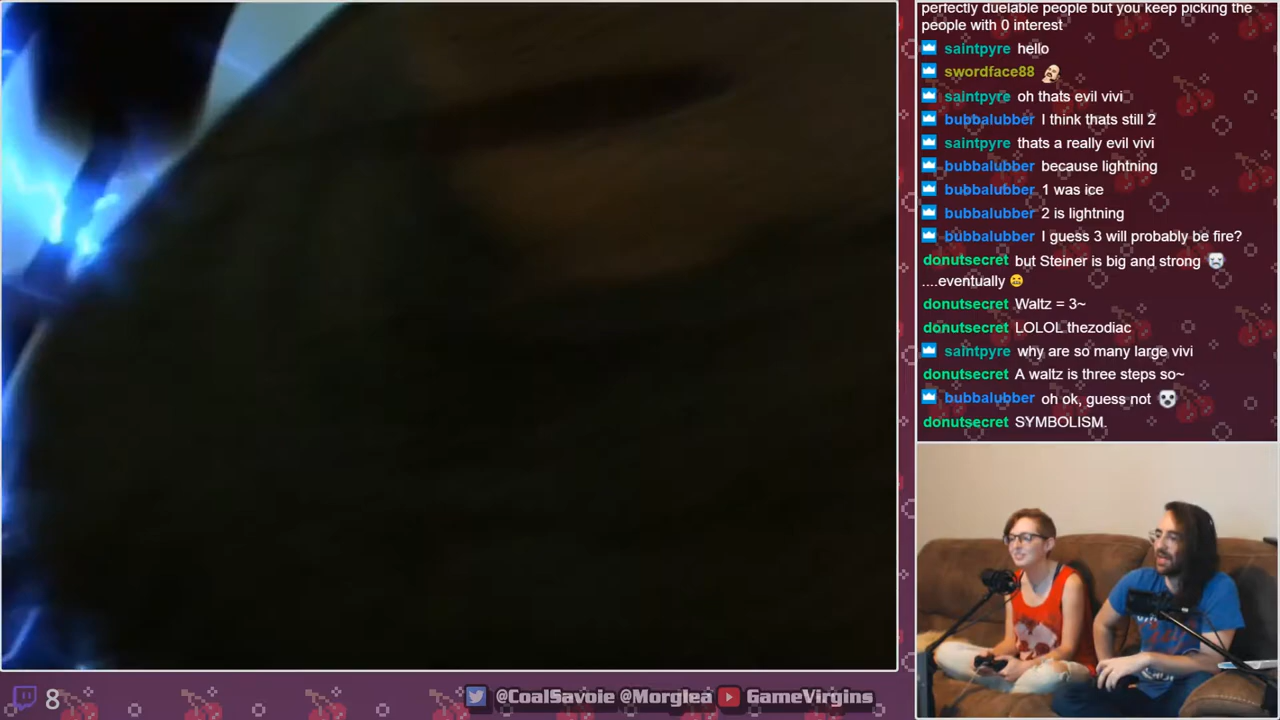 perfectly duelable people but you keep picking the
people with 0 interest
saintpyre hello
swordface88
saintpyre oh thats evil vivi
bubbalubber I think thats still 2
saintpyre thats a really evil vivi
bubbalubber because lightning
bubbalubber 1 was ice
bubbalubber 2 is lightning
bubbalubber I guess 3 will probably be fire?
donutsecret but Steiner is big and strong
....eventually
donutsecret Waltz = 3~
donutsecret LOLOL thezodiac
saintpyre why are so many large vivi
donutsecret A waltz is three steps so~
bubbalubber oh ok, guess not
donutsecret SYMBOLISM.
8
@CoalSavoie @Morglea GameVirgins